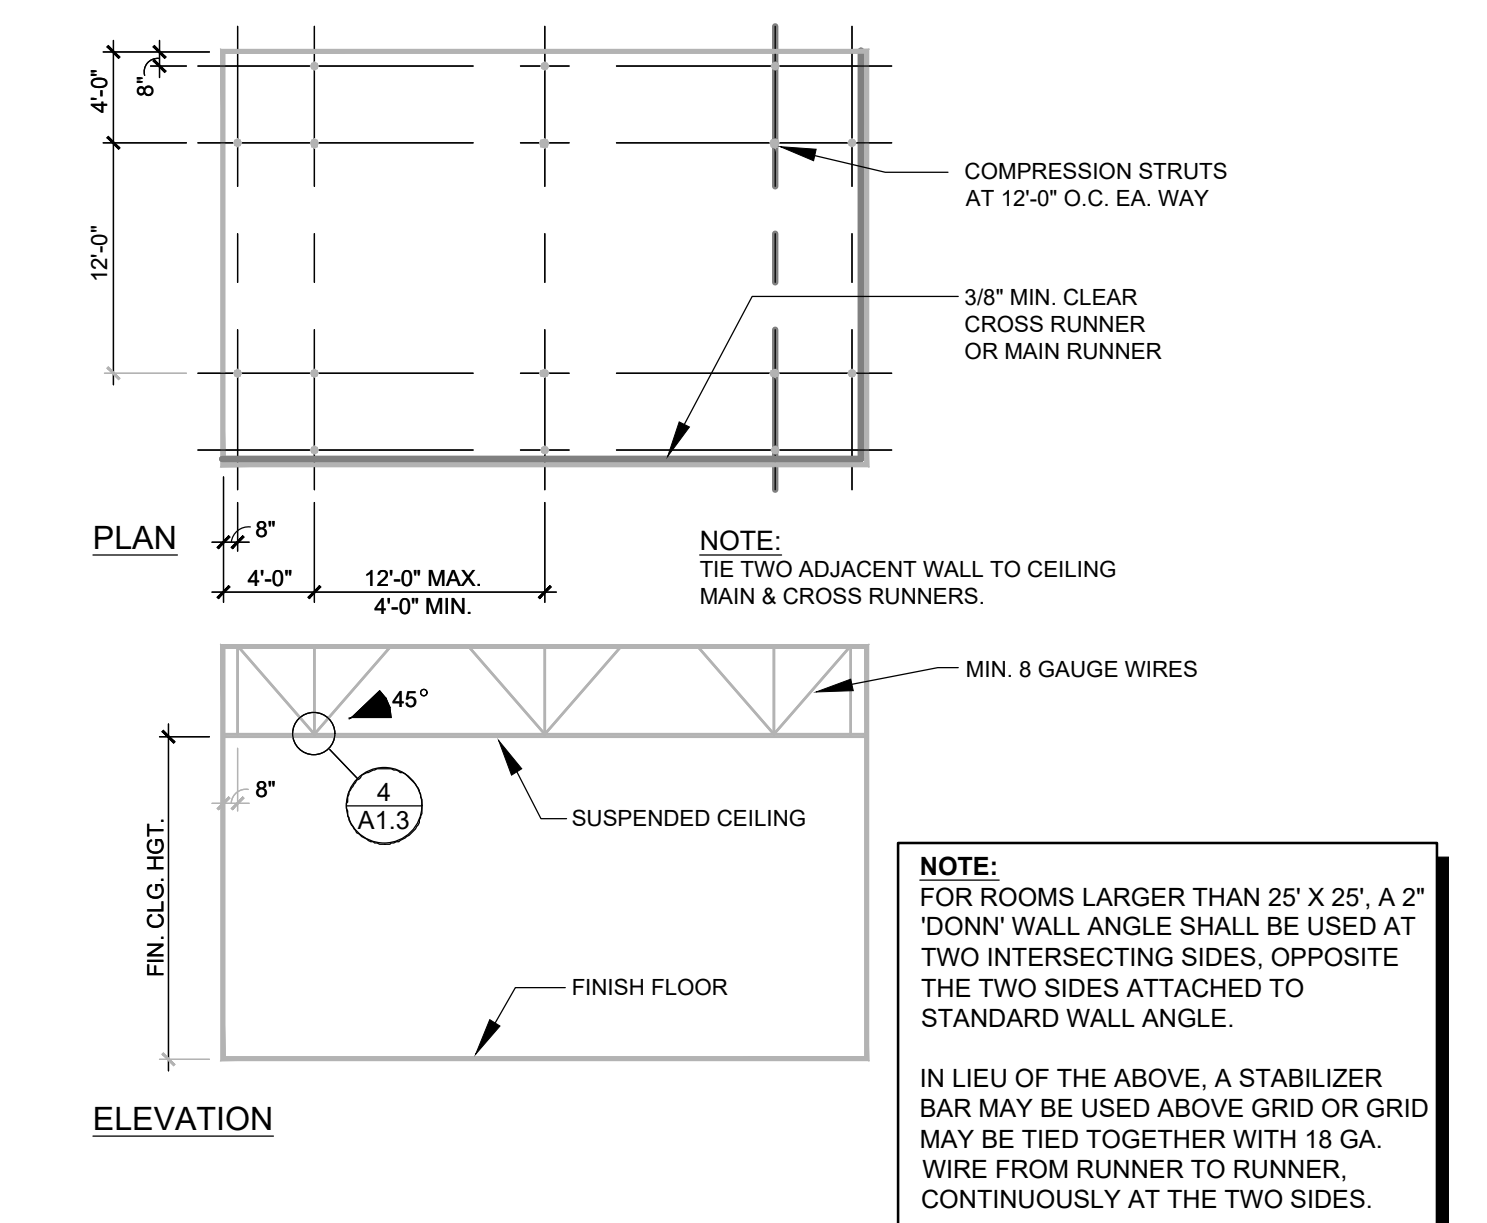 4'-0"
8"
12'-0"
COMPRESSION STRUTS
AT 12'-0" O.C. EA. WAY
3/8" MIN. CLEAR
CROSS RUNNER
OR MAIN RUNNER
PLAN
8"
4'-0"
12'-0" MAX.
4'-0" MIN.
NOTE:
TIE TWO ADJACENT WALL TO CEILING
MAIN & CROSS RUNNERS.
MIN. 8 GAUGE WIRES
45°
8"
4
A1.3
SUSPENDED CEILING
FIN. CLG. HGT.
FINISH FLOOR
ELEVATION
NOTE:
FOR ROOMS LARGER THAN 25' X 25', A 2"
'DONN' WALL ANGLE SHALL BE USED AT
TWO INTERSECTING SIDES, OPPOSITE
THE TWO SIDES ATTACHED TO
STANDARD WALL ANGLE.
IN LIEU OF THE ABOVE, A STABILIZER
BAR MAY BE USED ABOVE GRID OR GRID
MAY BE TIED TOGETHER WITH 18 GA.
WIRE FROM RUNNER TO RUNNER,
CONTINUOUSLY AT THE TWO SIDES.